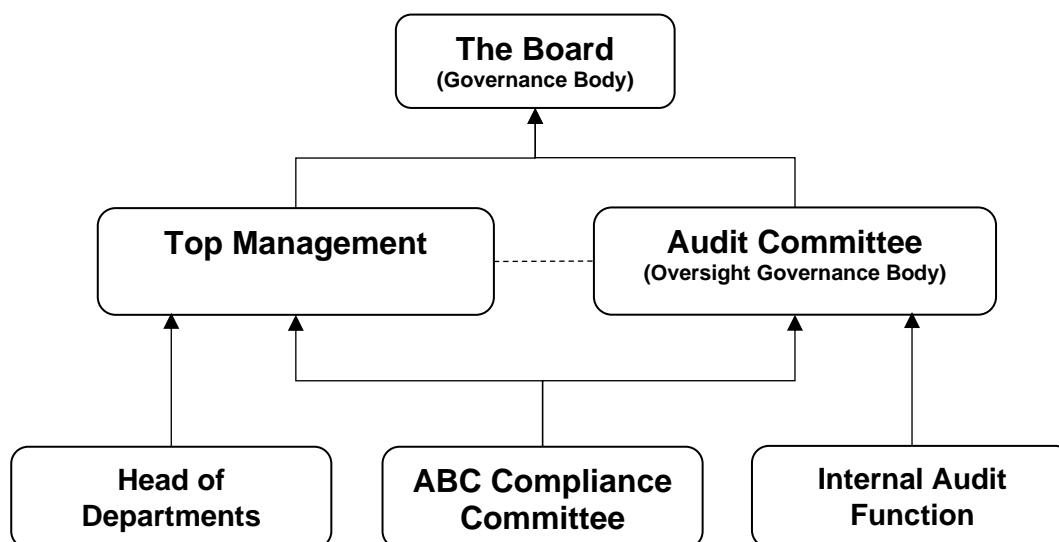 The Board
(Governance Body)
Top Management
Audit Committee
(Oversight Governance Body)
Head of
Departments
ABC Compliance
Committee
Internal Audit
Function